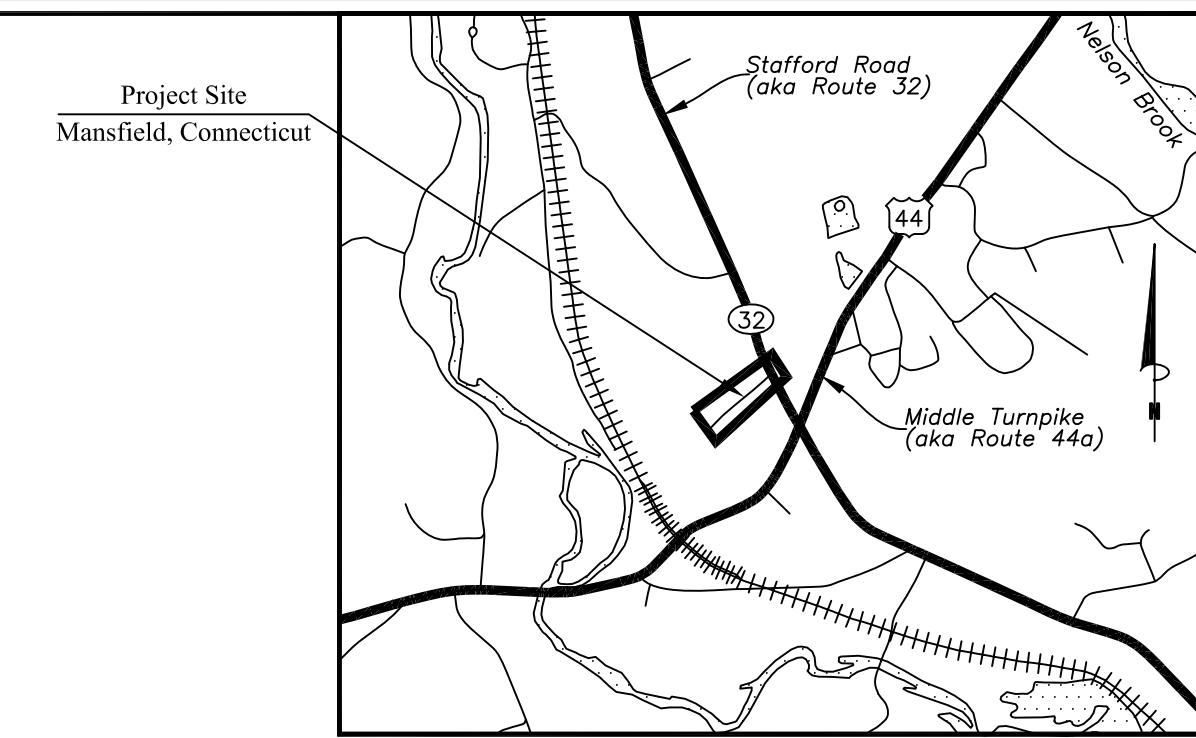 Project Site
Mansfield, Connecticut
Stafford Road
(aka Route 32)
Nelson Brook
44
32
Middle Turnpike
(aka Route 44a)
N